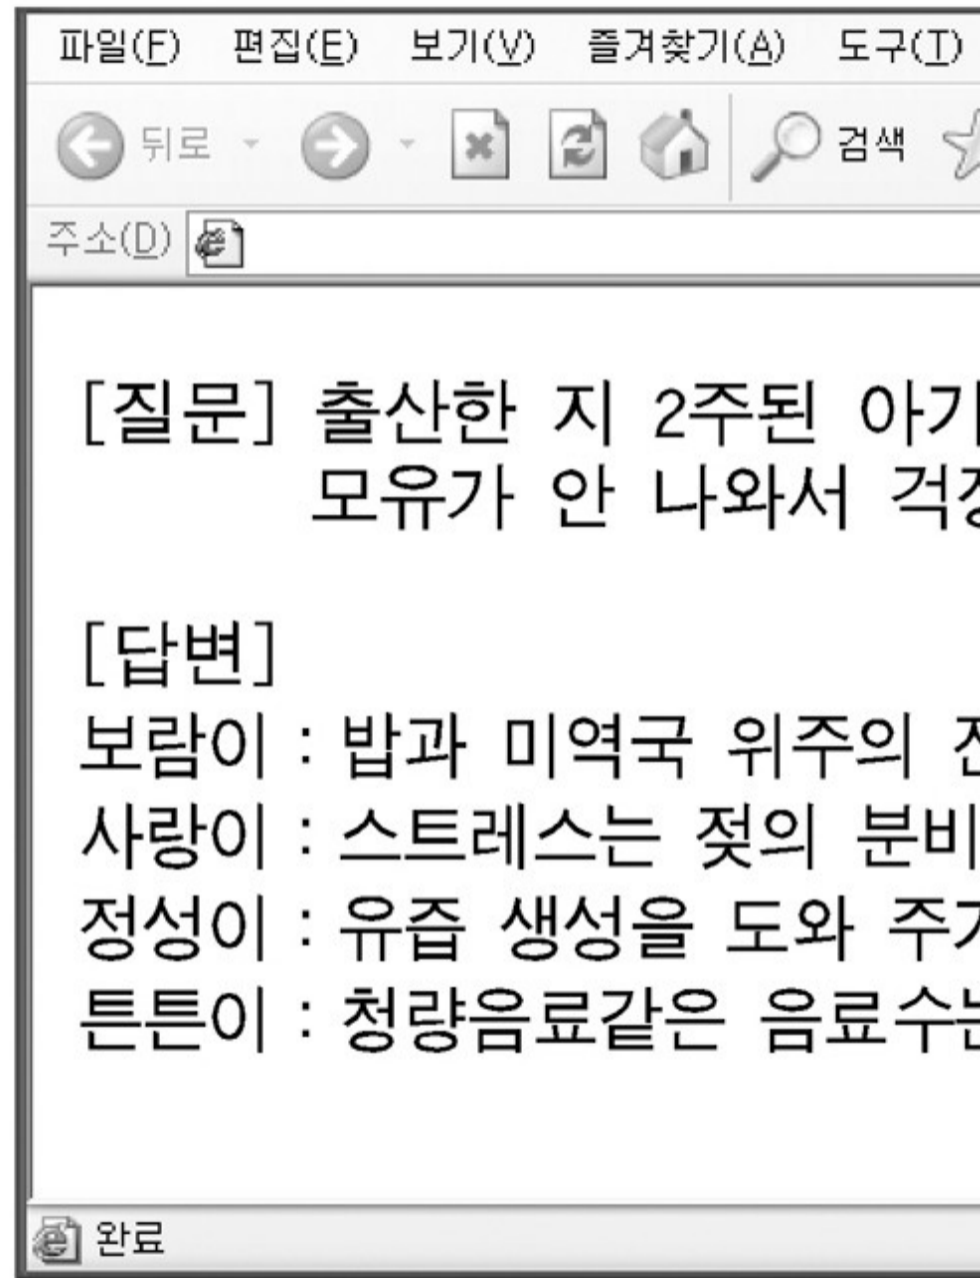 파일(F) 편집(E) 보기(V) 즐겨찾기(A) 도구(T)
뒤로 검색
주소(D)
[질문] 출산한 지 2주된 아기
모유가 안 나와서
[답변]
보람이 : 밥과 미역국 위주의
사랑이 : 스트레스는 젖의 분비
정성이 : 유즙 생성을 도와
튼튼이 : 청량음료같은 음료수는
완료